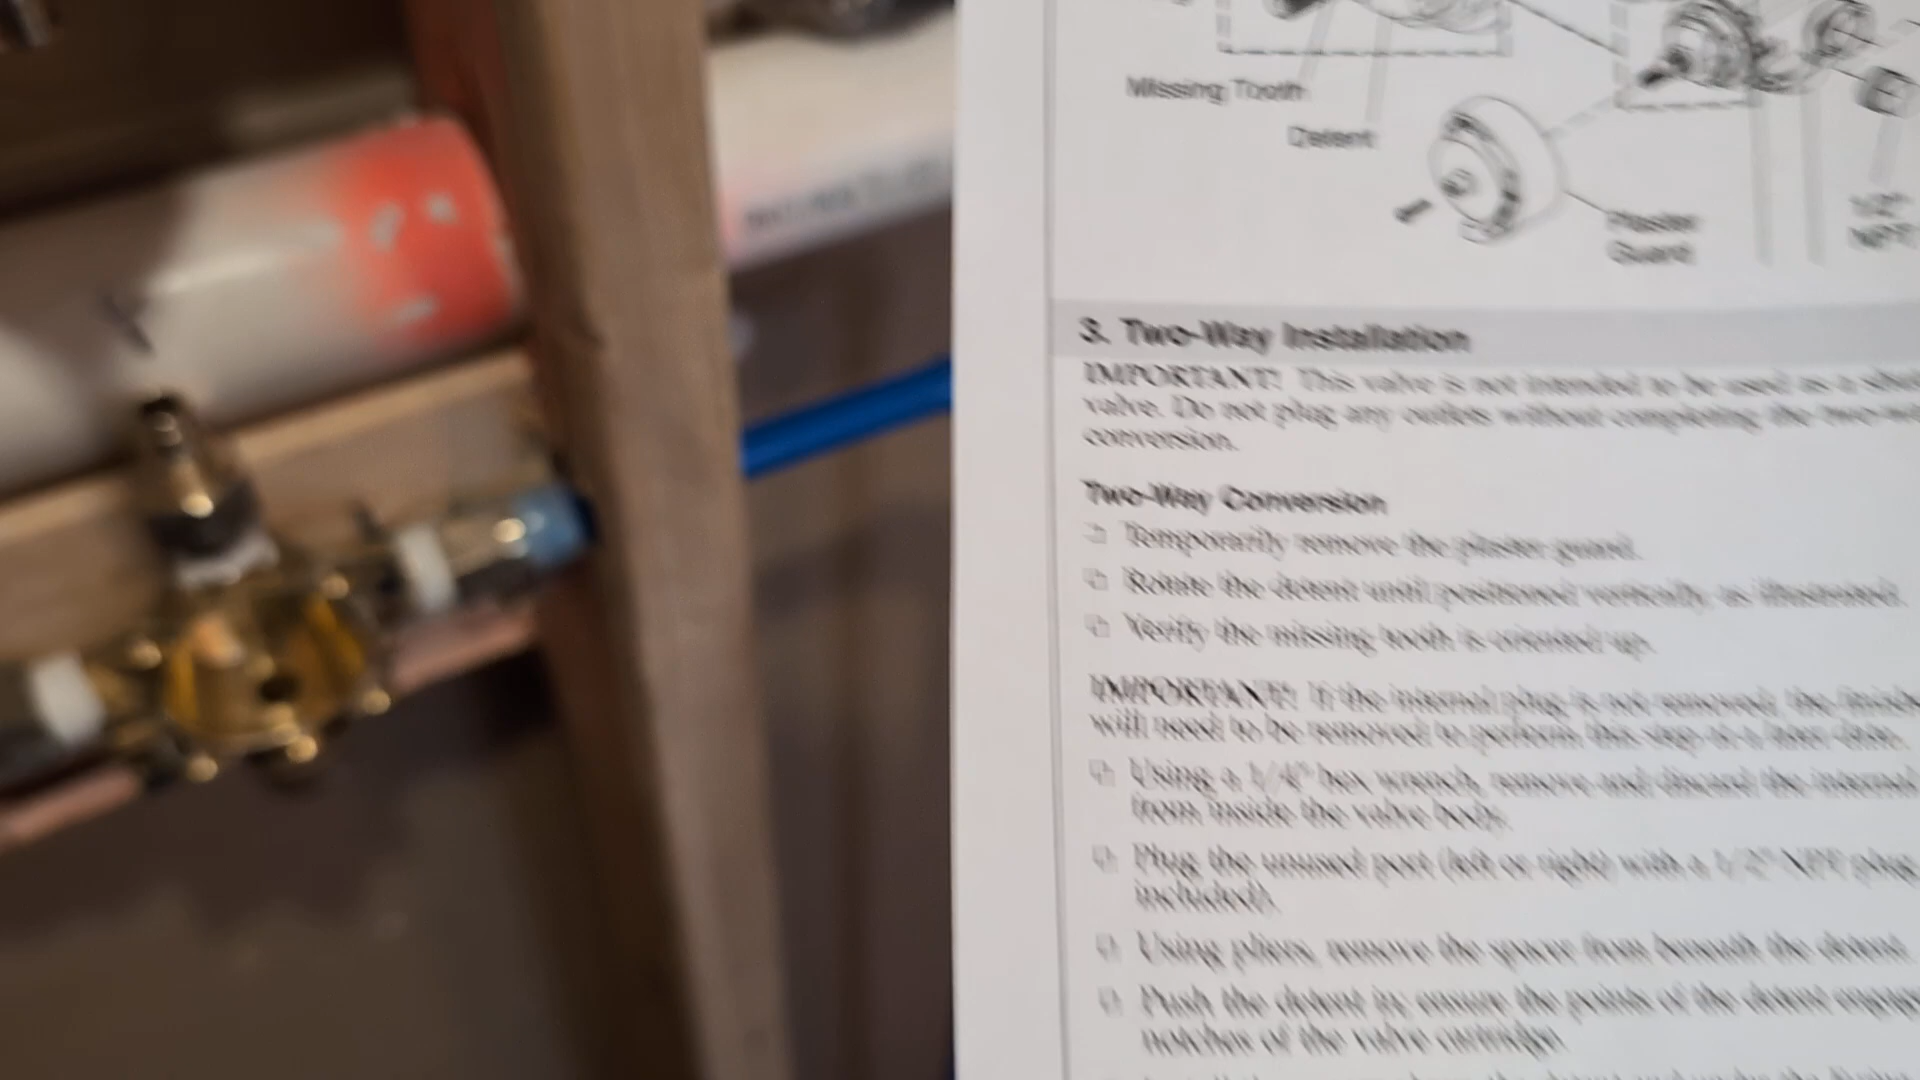 Missing Tooth
Detent
Plaster
Guard
1/2"
NPT
3. Two-Way Installation
IMPORTANT! This valve is not intended to be used as a
valve. Do not plug any outlets without completing the
conversion.
Two-Way Conversion
Temporarily remove the plaster guard.
Rotate the detent until positioned vertically, as illustrated.
Verify the missing tooth is oriented up.
IMPORTANT! If the internal plug is not removed, the
will need to be removed to perform this step at a later date.
Using a 1/4" hex wrench, remove and discard the internal
from inside the valve body.
Plug the unused port (left or right) with a 1/2" NPT plug
included).
Using pliers, remove the spacer from beneath the detent.
Push the detent in; ensure the points of the detent
notches of the valve cartridge.